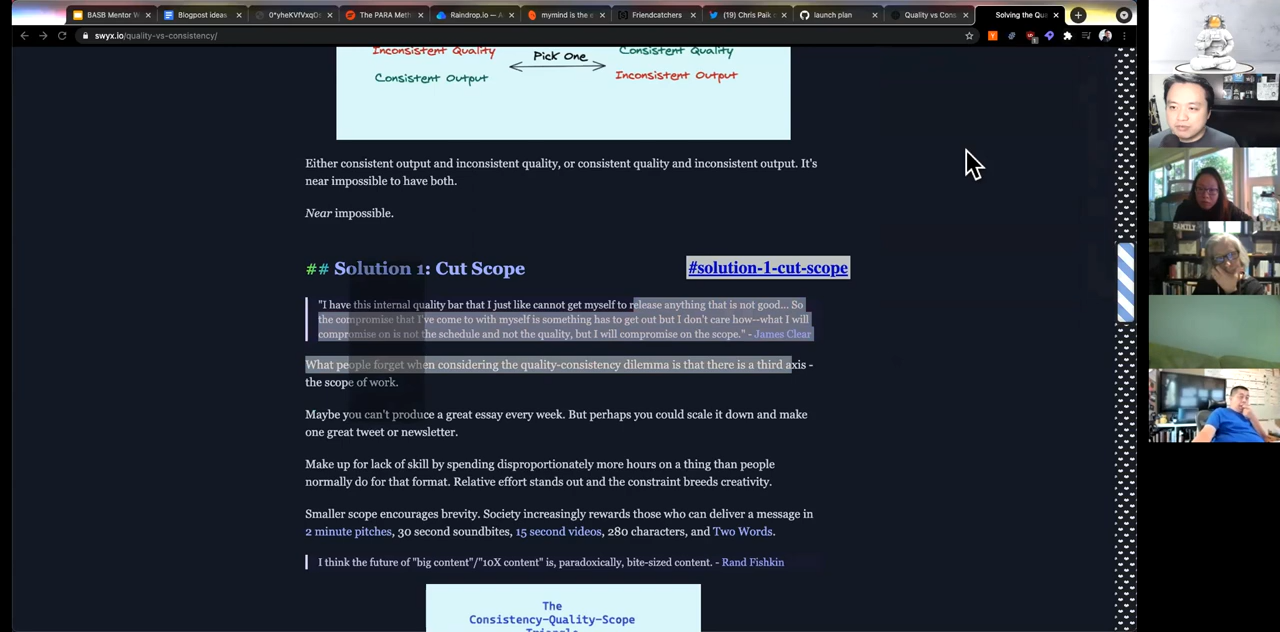 BASB Mentor W
Blogpost ideas
0*yheKVfVxqO
The PARA Met
Raindrop.io — A
mymind is the e
Friendcatchers
(19) Chris Paik
launch plan
Quality vs Cons
Solving the Qua
swyx.io/quality-vs-consistency/
Inconsistent Quality
Consistent Output
Pick One
Consistent Quality
Inconsistent Output
Either consistent output and inconsistent quality, or consistent quality and inconsistent output. It's
near impossible to have both.
Near impossible.
## Solution 1: Cut Scope
#solution-1-cut-scope
"I have this internal quality bar that I just like cannot get myself to release anything that is not good... So
the compromise that I've come to with myself is something has to get out but I don't care how--what I will
compromise on is not the schedule and not the quality, but I will compromise on the scope." - James Clear
What people forget when considering the quality-consistency dilemma is that there is a third axis -
the scope of work.
Maybe you can't produce a great essay every week. But perhaps you could scale it down and make
one great tweet or newsletter.
Make up for lack of skill by spending disproportionately more hours on a thing than people
normally do for that format. Relative effort stands out and the constraint breeds creativity.
Smaller scope encourages brevity. Society increasingly rewards those who can deliver a message in
2 minute pitches, 30 second soundbites, 15 second videos, 280 characters, and Two Words.
I think the future of "big content"/"10X content" is, paradoxically, bite-sized content. - Rand Fishkin
The
Consistency-Quality-Scope
Triangle
FAMILY